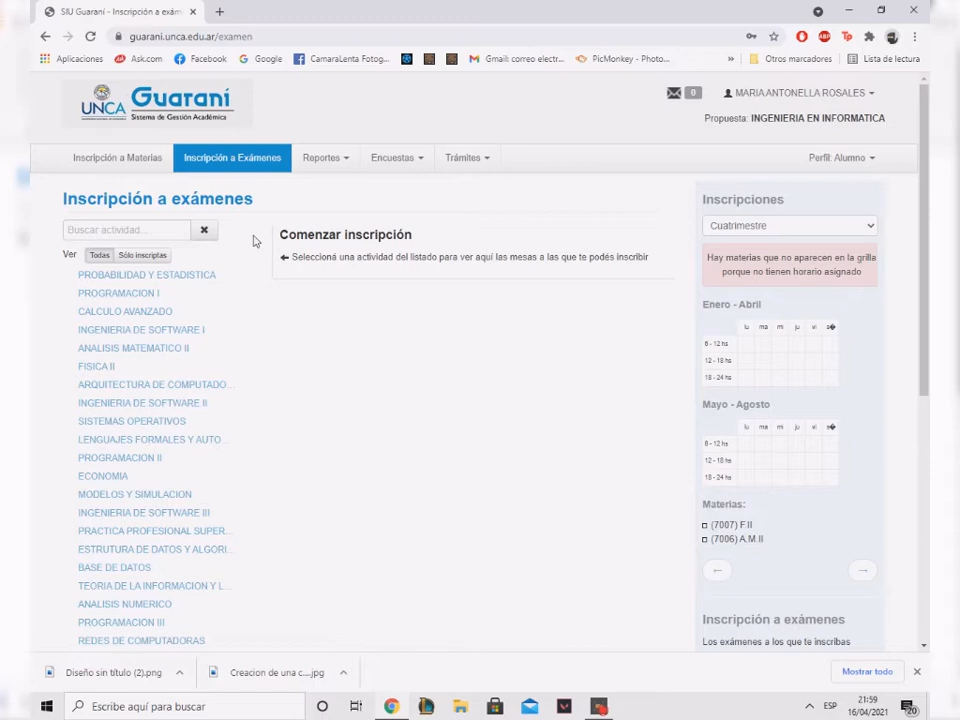 SIU Guaraní - Inscripción a exám
guarani.unca.edu.ar/examen
Aplicaciones
Ask.com
Facebook
Google
CamaraLenta Fotog...
Gmail: correo electr...
PicMonkey - Photo...
»
Otros marcadores
Lista de lectura
UNCA Guaraní
Sistema de Gestión Académica
0
MARIA ANTONELLA ROSALES
Propuesta: INGENIERIA EN INFORMATICA
Inscripción a Materias
Inscripción a Exámenes
Reportes
Encuestas
Trámites
Perfil: Alumno
Inscripción a exámenes
Buscar actividad...
Ver Todas Sólo inscriptas
PROBABILIDAD Y ESTADISTICA
PROGRAMACION I
CALCULO AVANZADO
INGENIERIA DE SOFTWARE I
ANALISIS MATEMATICO II
FISICA II
ARQUITECTURA DE COMPUTADO...
INGENIERIA DE SOFTWARE II
SISTEMAS OPERATIVOS
LENGUAJES FORMALES Y AUTO...
PROGRAMACION II
ECONOMIA
MODELOS Y SIMULACION
INGENIERIA DE SOFTWARE III
PRACTICA PROFESIONAL SUPER...
ESTRUTURA DE DATOS Y ALGORI...
BASE DE DATOS
TEORIA DE LA INFORMACION Y L...
ANALISIS NUMERICO
PROGRAMACION III
REDES DE COMPUTADORAS
Comenzar inscripción
Seleccioná una actividad del listado para ver aquí las mesas a las que te podés inscribir
Inscripciones
Cuatrimestre
Hay materias que no aparecen en la grilla
porque no tienen horario asignado
Enero - Abril
lu ma mi ju vi s�
6 - 12 hs
12 - 18 hs
18 - 24 hs
Mayo - Agosto
lu ma mi ju vi s�
6 - 12 hs
12 - 18 hs
18 - 24 hs
Materias:
(7007) F.II
(7006) A.M.II
Inscripción a exámenes
Los exámenes a los que te inscribas
Diseño sin título (2).png
Creacion de una c....jpg
Mostrar todo
Escribe aquí para buscar
ESP
21:59
16/04/2021
20